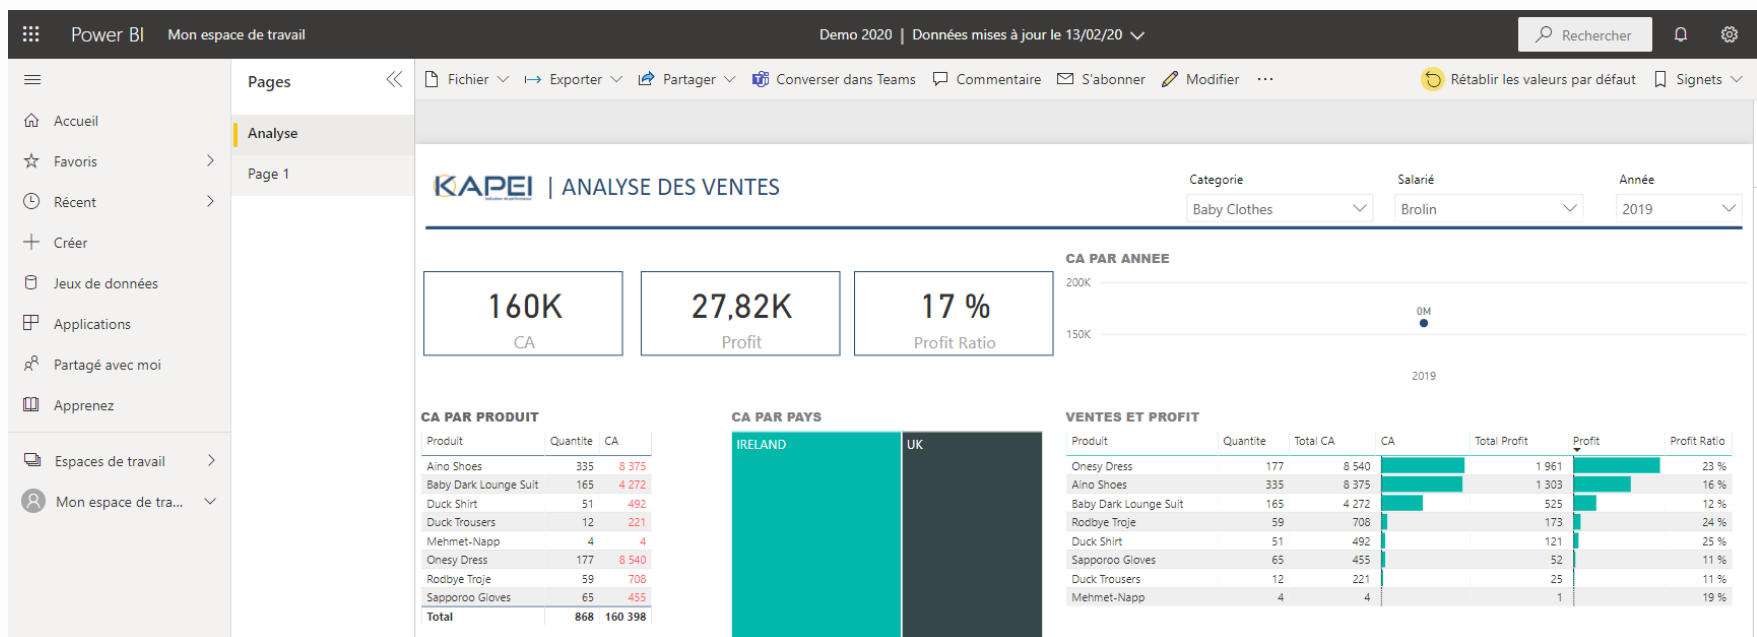 Power BI Mon espace de travail Demo 2020 | Données mises à jour le 13/02/20 Rechercher
Pages Fichier Exporter Partager Converser dans Teams Commentaire S'abonner Modifier ... Rétablir les valeurs par défaut Signets
Accueil
Favoris
Récent
Créer
Jeux de données
Applications
Partagé avec moi
Apprenez
Espaces de travail
Mon espace de tra...
Analyse
Page 1
KAPEI | ANALYSE DES VENTES
Categorie Salarié Année
Baby Clothes Brolin 2019
160K
CA
27,82K
Profit
17 %
Profit Ratio
CA PAR ANNEE
200K
0M
150K
2019
CA PAR PRODUIT
Produit Quantite CA
Aino Shoes 335 8 375
Baby Dark Lounge Suit 165 4 272
Duck Shirt 51 492
Duck Trousers 12 221
Mehmet-Napp 4 4
Onesy Dress 177 8 540
Rodbye Troje 59 708
Sapporoo Gloves 65 455
Total 868 160 398
CA PAR PAYS
IRELAND UK
VENTES ET PROFIT
Produit Quantite Total CA CA Total Profit Profit Profit Ratio
Onesy Dress 177 8 540 1 961 23 %
Aino Shoes 335 8 375 1 303 16 %
Baby Dark Lounge Suit 165 4 272 525 12 %
Rodbye Troje 59 708 173 24 %
Duck Shirt 51 492 121 25 %
Sapporoo Gloves 65 455 52 11 %
Duck Trousers 12 221 25 11 %
Mehmet-Napp 4 4 1 19 %